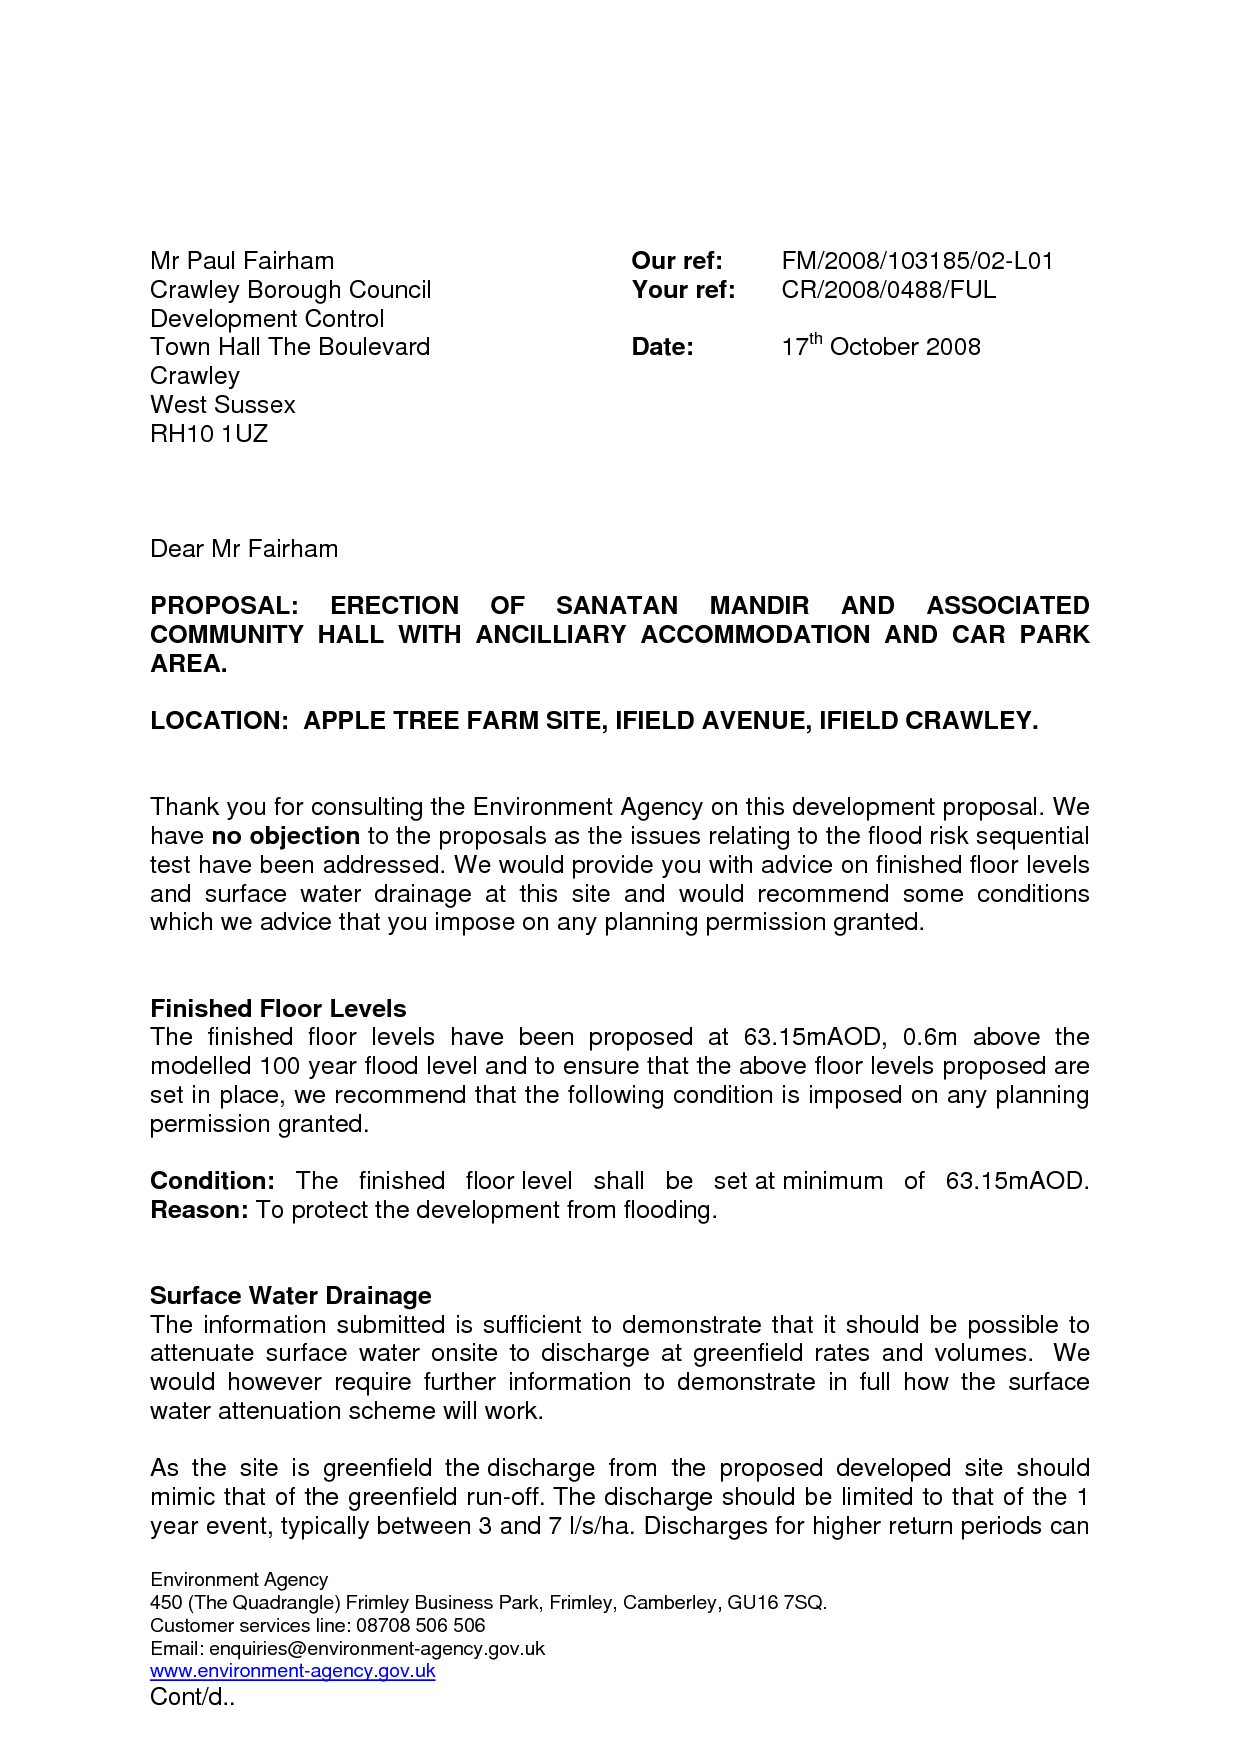 Mr Paul Fairham
Crawley Borough Council
Development Control
Town Hall The Boulevard
Crawley
West Sussex
RH10 1UZ
Our ref: FM/2008/103185/02-L01
Your ref: CR/2008/0488/FUL
Date: 17th October 2008
Dear Mr Fairham
PROPOSAL: ERECTION OF SANATAN MANDIR AND ASSOCIATED
COMMUNITY HALL WITH ANCILLIARY ACCOMMODATION AND CAR PARK
AREA.
LOCATION: APPLE TREE FARM SITE, IFIELD AVENUE, IFIELD CRAWLEY.
Thank you for consulting the Environment Agency on this development proposal. We
have no objection to the proposals as the issues relating to the flood risk sequential
test have been addressed. We would provide you with advice on finished floor levels
and surface water drainage at this site and would recommend some conditions
which we advice that you impose on any planning permission granted.
Finished Floor Levels
The finished floor levels have been proposed at 63.15mAOD, 0.6m above the
modelled 100 year flood level and to ensure that the above floor levels proposed are
set in place, we recommend that the following condition is imposed on any planning
permission granted.
Condition: The finished floor level shall be set at minimum of 63.15mAOD.
Reason: To protect the development from flooding.
Surface Water Drainage
The information submitted is sufficient to demonstrate that it should be possible to
attenuate surface water onsite to discharge at greenfield rates and volumes. We
would however require further information to demonstrate in full how the surface
water attenuation scheme will work.
As the site is greenfield the discharge from the proposed developed site should
mimic that of the greenfield run-off. The discharge should be limited to that of the 1
year event, typically between 3 and 7 l/s/ha. Discharges for higher return periods can
Environment Agency
450 (The Quadrangle) Frimley Business Park, Frimley, Camberley, GU16 7SQ.
Customer services line: 08708 506 506
Email: enquiries@environment-agency.gov.uk
www.environment-agency.gov.uk
Cont/d..